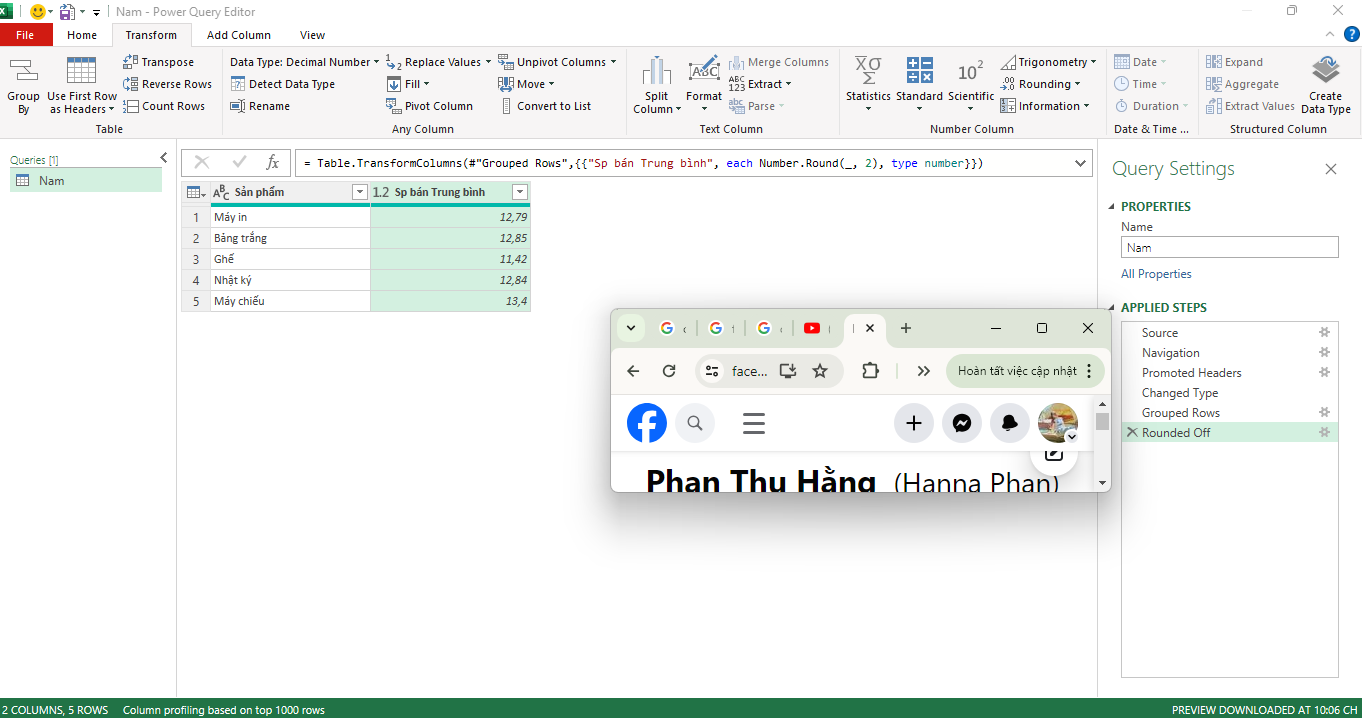 Nam - Power Query Editor
File Home Transform Add Column View
Group By
Use First Row as Headers
Transpose
Reverse Rows
Count Rows
Table
Data Type: Decimal Number
Detect Data Type
Rename
Replace Values
Fill
Pivot Column
Unpivot Columns
Move
Convert to List
Any Column
Split Column
Format
Merge Columns
Extract
Parse
Text Column
Statistics
Standard
Scientific
Trigonometry
Rounding
Information
Number Column
Date
Time
Duration
Date & Time ...
Expand
Aggregate
Extract Values
Create Data Type
Structured Column
Queries [1]
Nam
= Table.TransformColumns(#"Grouped Rows",{{"Sp bán Trung bình", each Number.Round(_, 2), type number}})
Sản phẩm 1.2 Sp bán Trung bình
1 Máy in 12,79
2 Bảng trắng 12,85
3 Ghế 11,42
4 Nhật ký 12,84
5 Máy chiếu 13,4
face...
Hoàn tất việc cập nhật
Phan Thu Hằng (Hanna Phan)
Query Settings
PROPERTIES
Name
Nam
All Properties
APPLIED STEPS
Source
Navigation
Promoted Headers
Changed Type
Grouped Rows
Rounded Off
2 COLUMNS, 5 ROWS Column profiling based on top 1000 rows
PREVIEW DOWNLOADED AT 10:06 CH